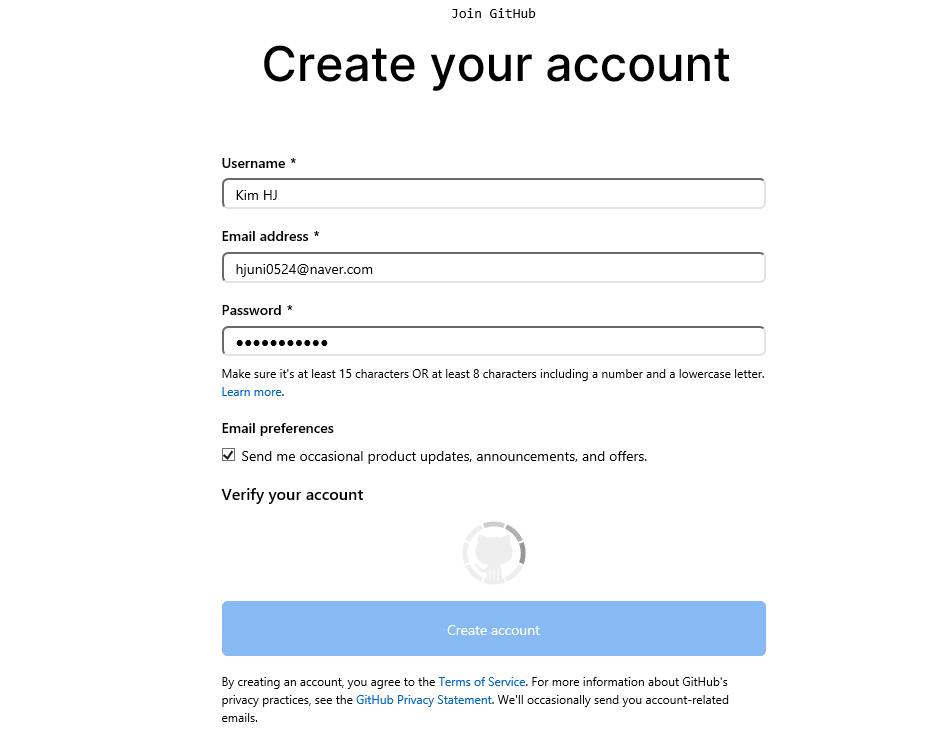 Join GitHub
Create your account
Username *
Kim HJ
Email address *
hjuni0524@naver.com
Password *
●●●●●●●●●●●
Make sure it's at least 15 characters OR at least 8 characters including a number and a lowercase letter.
Learn more.
Email preferences
Send me occasional product updates, announcements, and offers.
Verify your account
Create account
By creating an account, you agree to the Terms of Service. For more information about GitHub's
privacy practices, see the GitHub Privacy Statement. We'll occasionally send you account-related
emails.